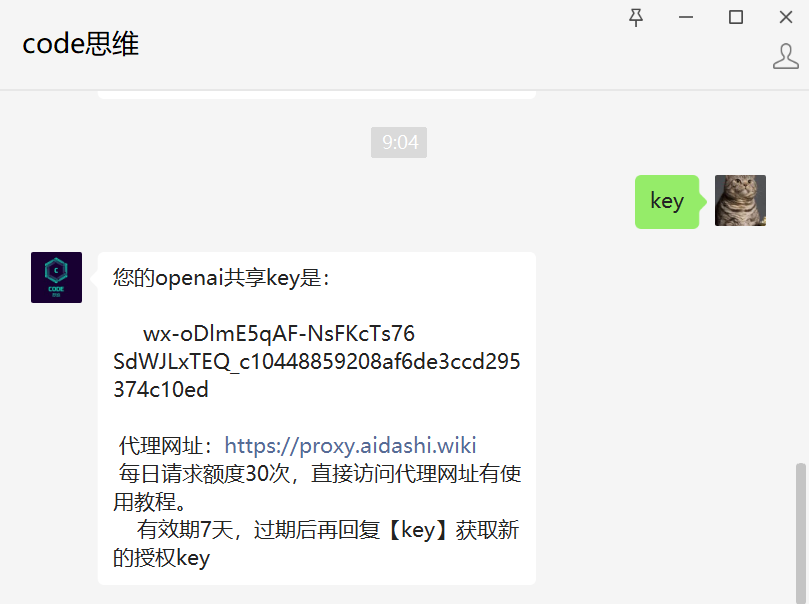 code思维
9:04
key
您的openai共享key是：
wx-oDlmE5qAF-NsFKcTs76
SdWJLxTEQ_c10448859208af6de3ccd295
374c10ed
代理网址：https://proxy.aidashi.wiki
每日请求额度30次，直接访问代理网址有使
用教程。
有效期7天，过期后再回复【key】获取新
的授权key